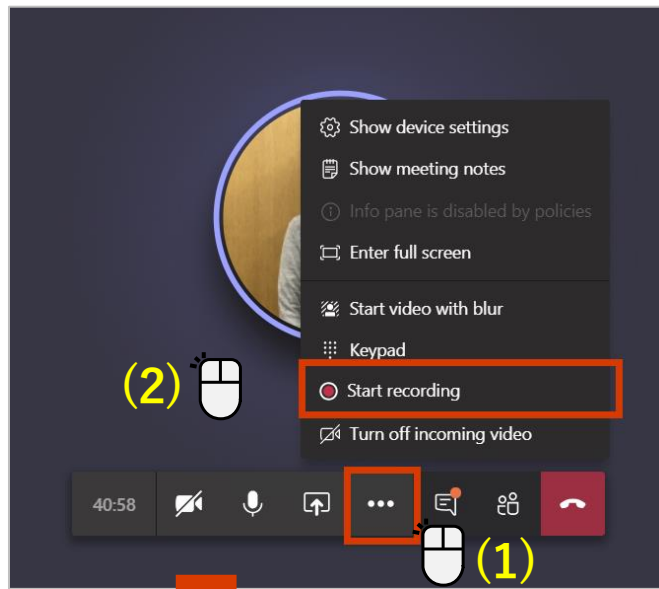 Show device settings
Show meeting notes
Info pane is disabled by policies
Enter full screen
Start video with blur
Keypad
(2)
Start recording
Turn off incoming video
40:58
(1)